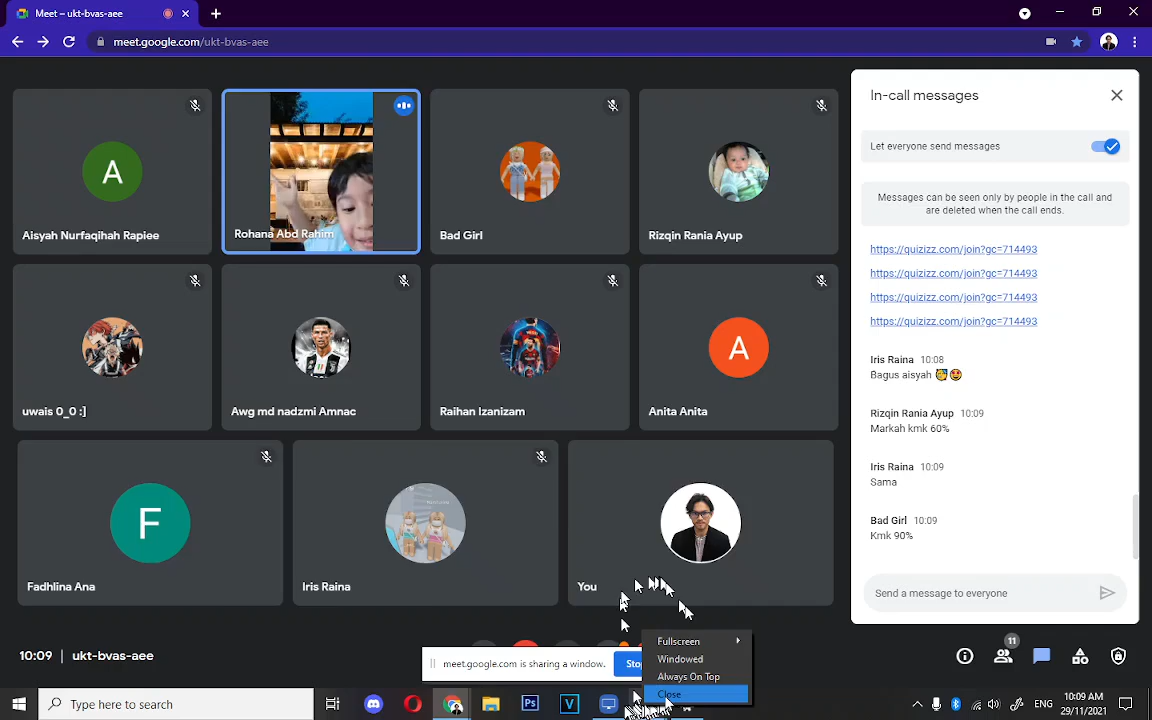 Meet – ukt-bvas-aee
meet.google.com/ukt-bvas-aee
A
Aisyah Nurfaqihah Rapiee
Rohana Abd Rahim
Bad Girl
Rizqin Rania Ayup
uwais 0_0 :]
Awg md nadzmi Amnac
Raihan Izanizam
A
Anita Anita
F
Fadhlina Ana
Iris Raina
You
In-call messages
Let everyone send messages
Messages can be seen only by people in the call and
are deleted when the call ends.
https://quizizz.com/join?gc=714493
https://quizizz.com/join?gc=714493
https://quizizz.com/join?gc=714493
https://quizizz.com/join?gc=714493
Iris Raina 10:08
Bagus aisyah 🥳🤩
Rizqin Rania Ayup 10:09
Markah kmk 60%
Iris Raina 10:09
Sama
Bad Girl 10:09
Kmk 90%
Send a message to everyone
10:09 | ukt-bvas-aee
11
meet.google.com is sharing a window.
Fullscreen
Windowed
Always On Top
Close
Type here to search
Ps
V
ENG
10:09 AM
29/11/2021